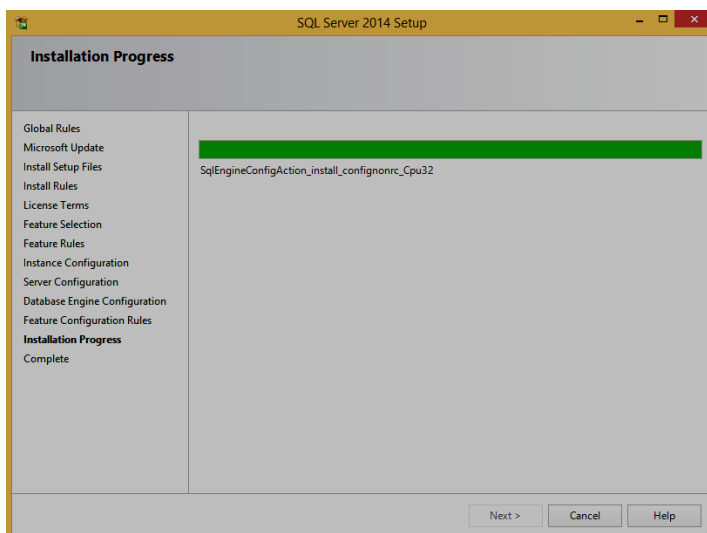 SQL Server 2014 Setup
Installation Progress
Global Rules
Microsoft Update
Install Setup Files
Install Rules
License Terms
Feature Selection
Feature Rules
Instance Configuration
Server Configuration
Database Engine Configuration
Feature Configuration Rules
Installation Progress
Complete
SqlEngineConfigAction_install_confignonrc_Cpu32
Next >
Cancel
Help